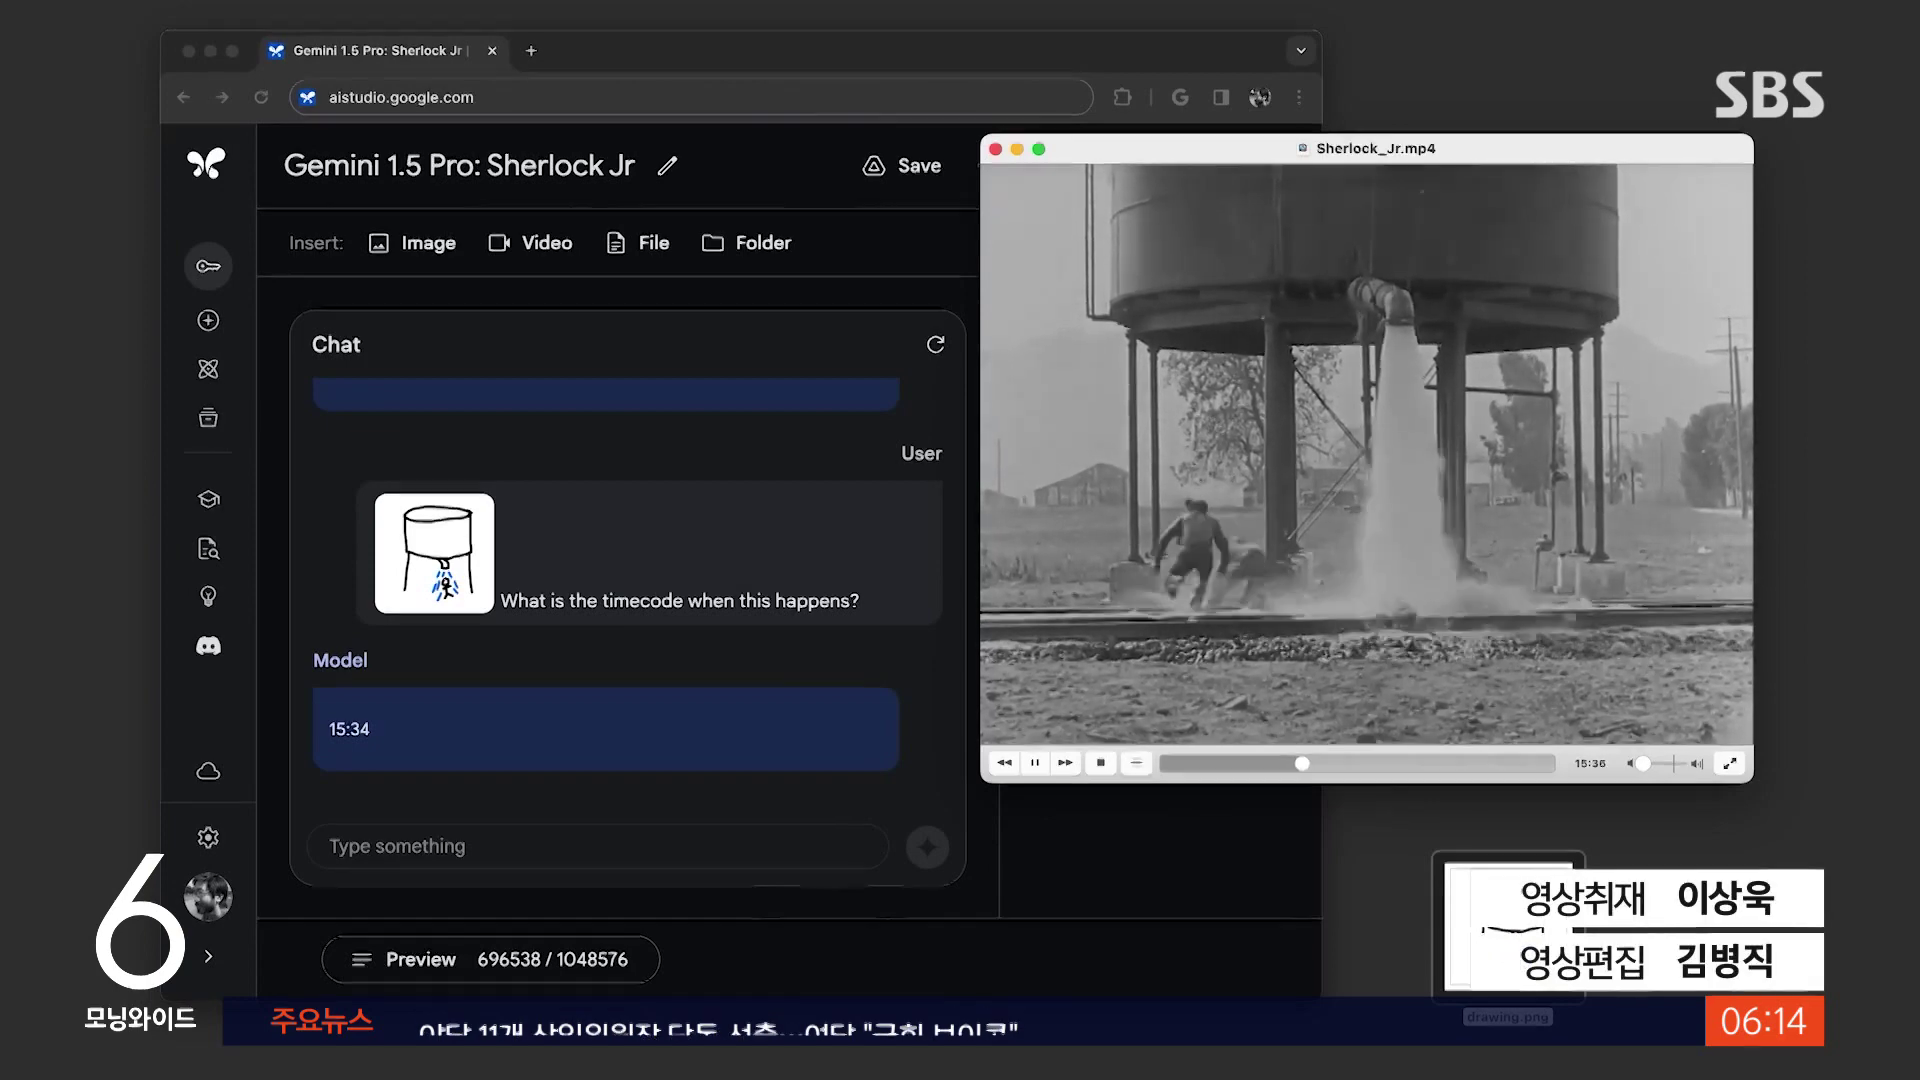 Gemini 1.5 Pro: Sherlock Jr
aistudio.google.com
SBS
Sherlock_Jr.mp4
Gemini 1.5 Pro: Sherlock Jr
Save
Insert:
Image
Video
File
Folder
Chat
User
What is the timecode when this happens?
Model
15:34
15:36
Type something
Preview 696538 / 1048576
영상취재 이상욱
영상편집 김병직
drawing.png
6
모닝와이드
주요뉴스
06:14